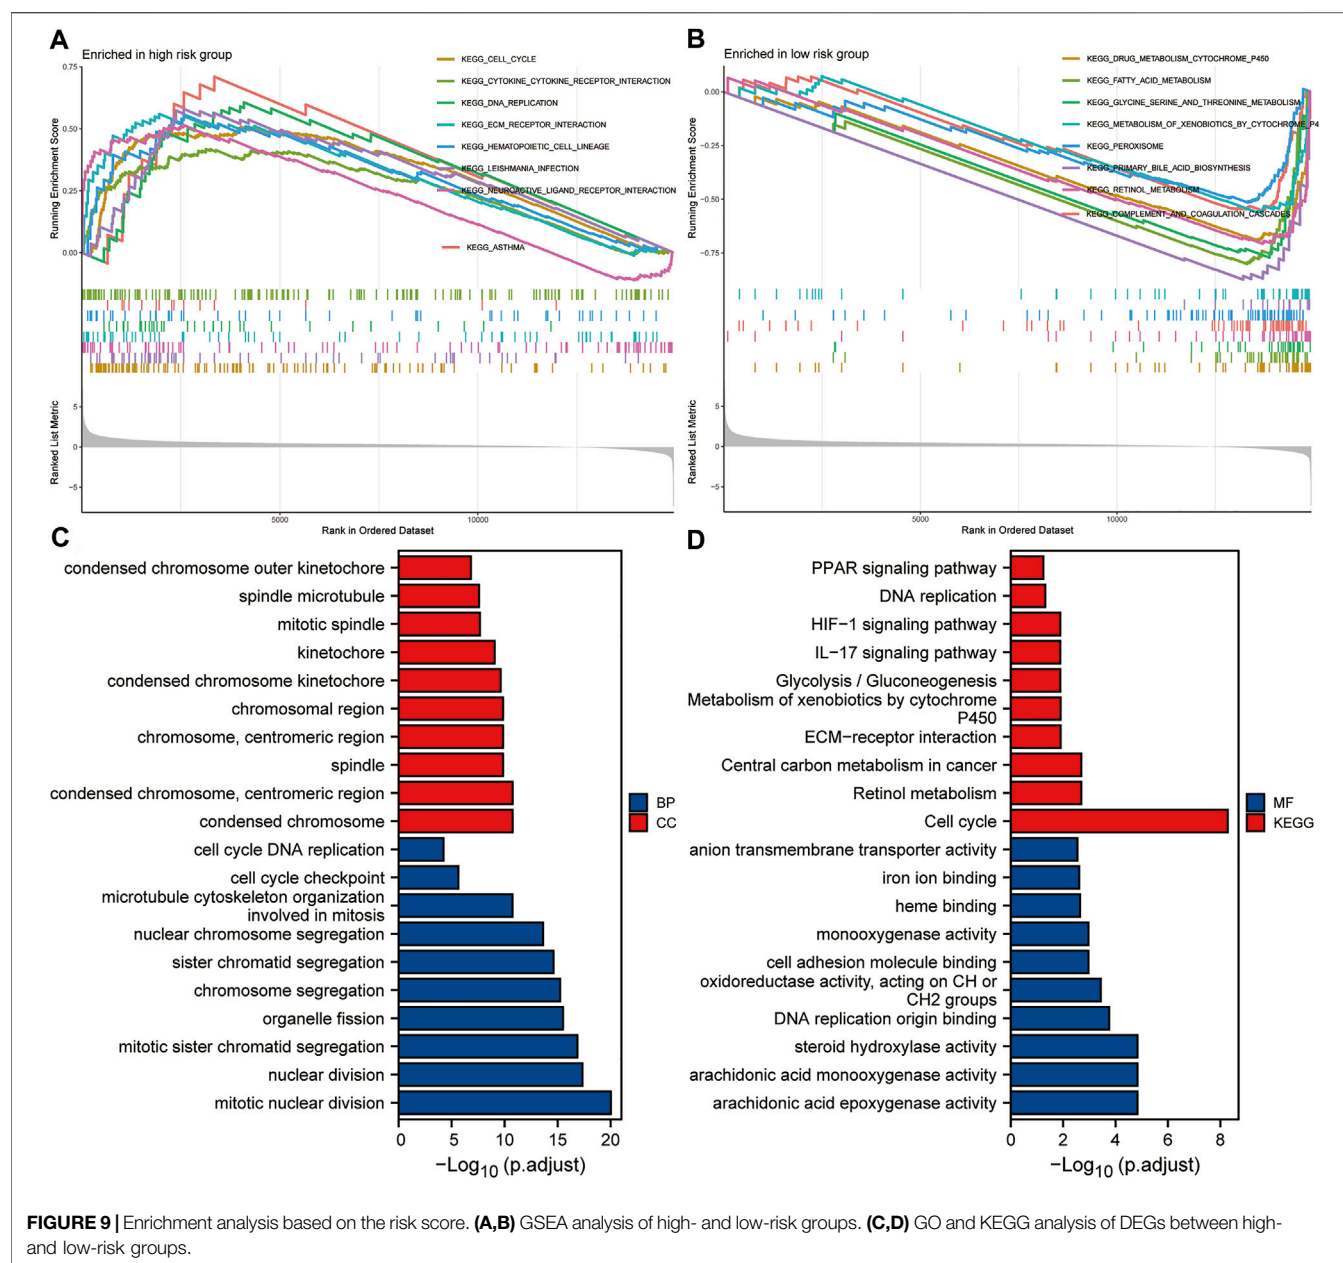 A
Enriched in high risk group
KEGG_CELL_CYCLE
KEGG_CYTOKINE_CYTOKINE_RECEPTOR_INTERACTION
KEGG_DNA_REPLICATION
KEGG_ECM_RECEPTOR_INTERACTION
KEGG_HEMATOPOIETIC_CELL_LINEAGE
KEGG_LEISHMANIA_INFECTION
KEGG_NEUROACTIVE_LIGAND_RECEPTOR_INTERACTION
KEGG_ASTHMA
Running Enrichment Score
0.75
0.50
0.25
0.00
Ranked List Metric
5
0
−5
5000
10000
Rank in Ordered Dataset
B
Enriched in low risk group
KEGG_DRUG_METABOLISM_CYTOCHROME_P450
KEGG_FATTY_ACID_METABOLISM
KEGG_GLYCINE_SERINE_AND_THREONINE_METABOLISM
KEGG_METABOLISM_OF_XENOBIOTICS_BY_CYTOCHROME_P4
KEGG_PEROXISOME
KEGG_PRIMARY_BILE_ACID_BIOSYNTHESIS
KEGG_RETINOL_METABOLISM
KEGG_COMPLEMENT_AND_COAGULATION_CASCADES
Running Enrichment Score
0.00
−0.25
−0.50
−0.75
Ranked List Metric
5
0
−5
5000
10000
Rank in Ordered Dataset
C
condensed chromosome outer kinetochore
spindle microtubule
mitotic spindle
kinetochore
condensed chromosome kinetochore
chromosomal region
chromosome, centromeric region
spindle
condensed chromosome, centromeric region
condensed chromosome
cell cycle DNA replication
cell cycle checkpoint
microtubule cytoskeleton organization
involved in mitosis
nuclear chromosome segregation
sister chromatid segregation
chromosome segregation
organelle fission
mitotic sister chromatid segregation
nuclear division
mitotic nuclear division
0 5 10 15 20
−Log10 (p.adjust)
BP
CC
D
PPAR signaling pathway
DNA replication
HIF−1 signaling pathway
IL−17 signaling pathway
Glycolysis / Gluconeogenesis
Metabolism of xenobiotics by cytochrome
P450
ECM−receptor interaction
Central carbon metabolism in cancer
Retinol metabolism
Cell cycle
anion transmembrane transporter activity
iron ion binding
heme binding
monooxygenase activity
cell adhesion molecule binding
oxidoreductase activity, acting on CH or
CH2 groups
DNA replication origin binding
steroid hydroxylase activity
arachidonic acid monooxygenase activity
arachidonic acid epoxygenase activity
0 2 4 6 8
−Log10 (p.adjust)
MF
KEGG
FIGURE 9 | Enrichment analysis based on the risk score. (A,B) GSEA analysis of high- and low-risk groups. (C,D) GO and KEGG analysis of DEGs between high-
and low-risk groups.